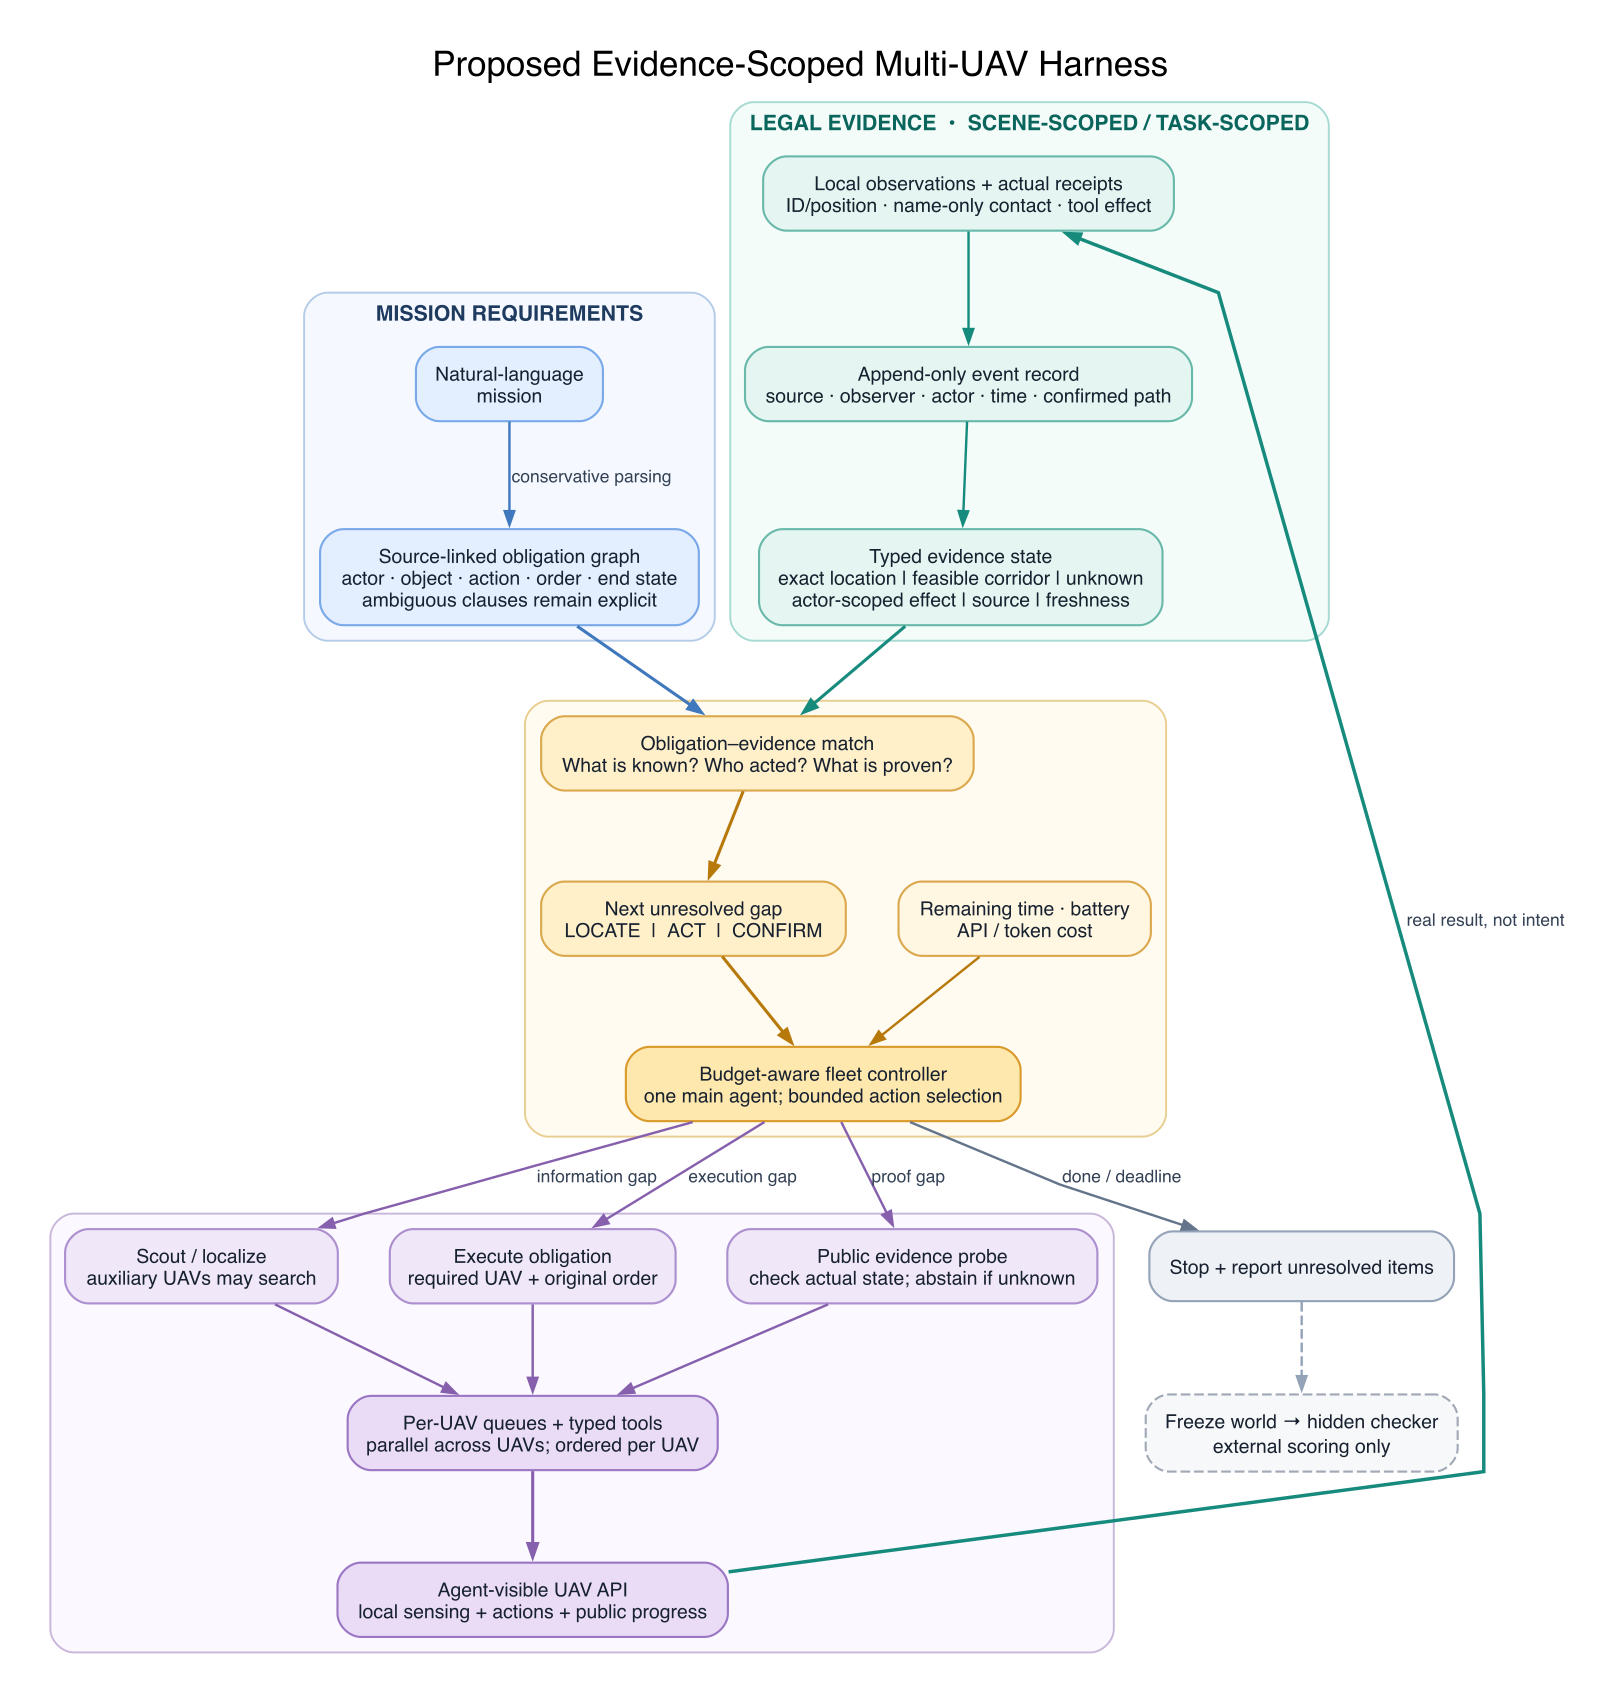 Proposed Evidence-Scoped Multi-UAV Harness
LEGAL EVIDENCE · SCENE-SCOPED / TASK-SCOPED
Local observations + actual receipts
ID/position · name-only contact · tool effect
MISSION REQUIREMENTS
Natural-language
mission
Append-only event record
source · observer · actor · time · confirmed path
conservative parsing
Source-linked obligation graph
actor · object · action · order · end state
ambiguous clauses remain explicit
Typed evidence state
exact location | feasible corridor | unknown
actor-scoped effect | source | freshness
Obligation–evidence match
What is known? Who acted? What is proven?
Next unresolved gap
LOCATE | ACT | CONFIRM
Remaining time · battery
API / token cost
real result, not intent
Budget-aware fleet controller
one main agent; bounded action selection
information gap
execution gap
proof gap
done / deadline
Scout / localize
auxiliary UAVs may search
Execute obligation
required UAV + original order
Public evidence probe
check actual state; abstain if unknown
Stop + report unresolved items
Per-UAV queues + typed tools
parallel across UAVs; ordered per UAV
Freeze world → hidden checker
external scoring only
Agent-visible UAV API
local sensing + actions + public progress